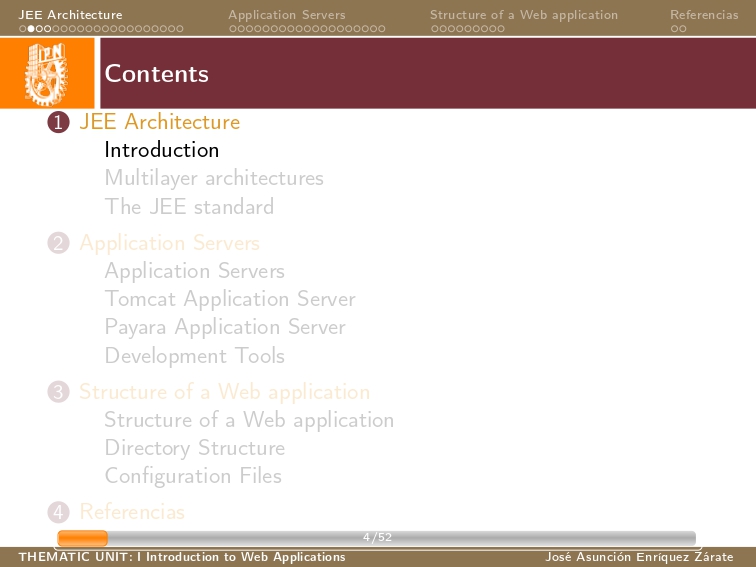 JEE Architecture
Application Servers
Structure of a Web application
Referencias
IPN
Contents
1 JEE Architecture
Introduction
Multilayer architectures
The JEE standard
2 Application Servers
Application Servers
Tomcat Application Server
Payara Application Server
Development Tools
3 Structure of a Web application
Structure of a Web application
Directory Structure
Configuration Files
4 Referencias
4/52
THEMATIC UNIT: I Introduction to Web Applications
José Asunción Enríquez Zárate